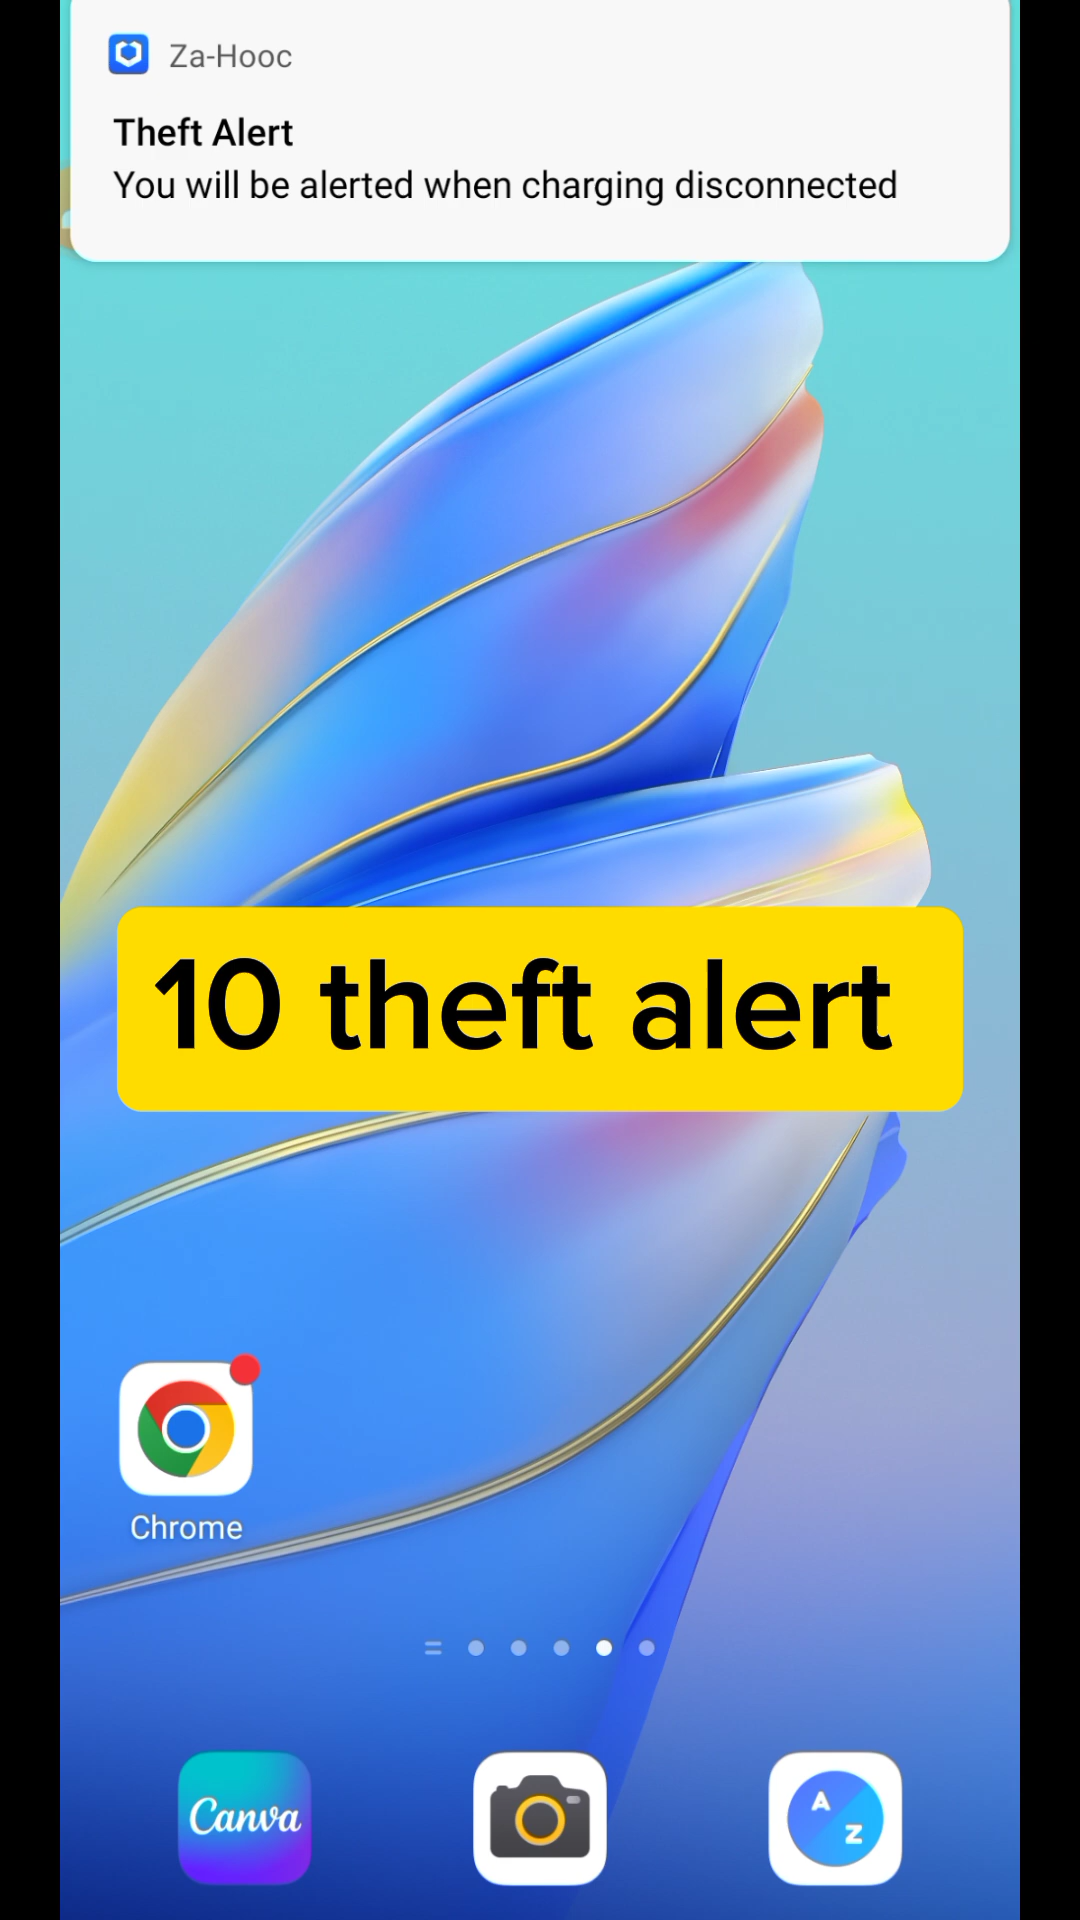 Za-Hooc
Theft Alert
You will be alerted when charging disconnected
10 theft alert
Chrome
Canva
A
Z